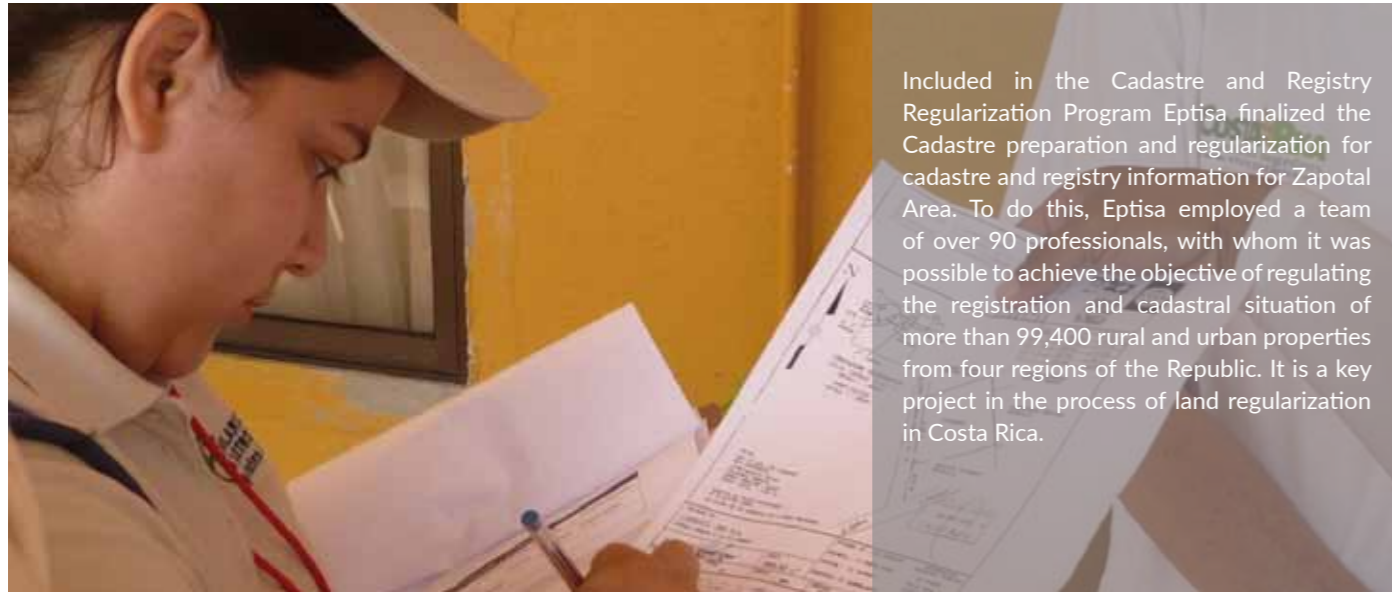 Included in the Cadastre and Registry
Regularization Program Eptisa finalized the
Cadastre preparation and regularization for
cadastre and registry information for Zapotal
Area. To do this, Eptisa employed a team
of over 90 professionals, with whom it was
possible to achieve the objective of regulating
the registration and cadastral situation of
more than 99,400 rural and urban properties
from four regions of the Republic. It is a key
project in the process of land regularization
in Costa Rica.